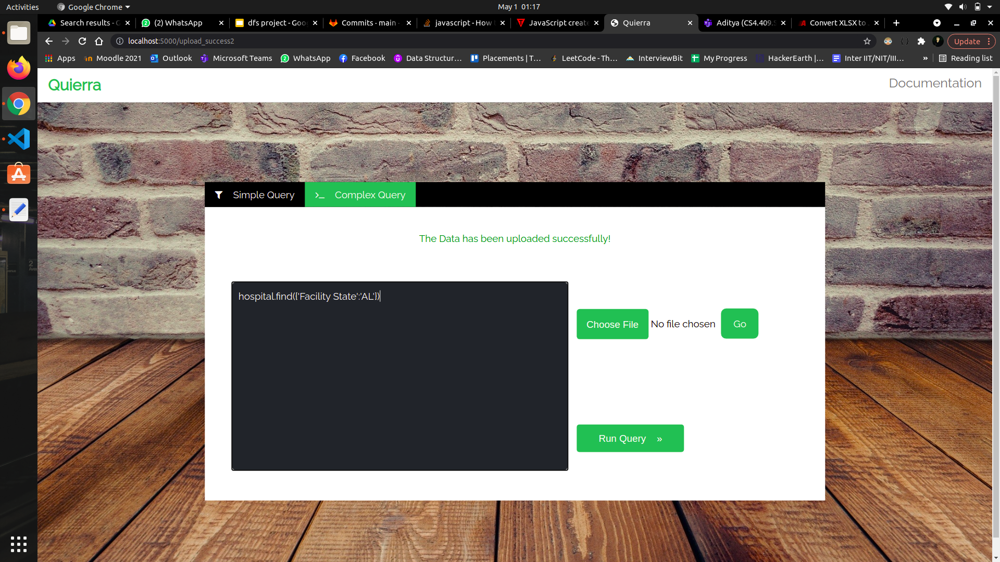 Activities
Google Chrome
May 1 01:17
Search results - G
(2) WhatsApp
dfs project - Goo
Commits · main ·
javascript - How
JavaScript create
Quierra
Aditya (CS4.409.S
Convert XLSX to
localhost:5000/upload_success2
Update
Apps
Moodle 2021
Outlook
Microsoft Teams
WhatsApp
Facebook
Data Structur...
Placements | T...
LeetCode - Th...
InterviewBit
My Progress
HackerEarth |...
Inter IIT/NIT/III...
»
Reading list
Quierra
Documentation
Simple Query
Complex Query
The Data has been uploaded successfully!
hospital.find({'Facility State':'AL'})
Choose File
No file chosen
Go
Run Query »